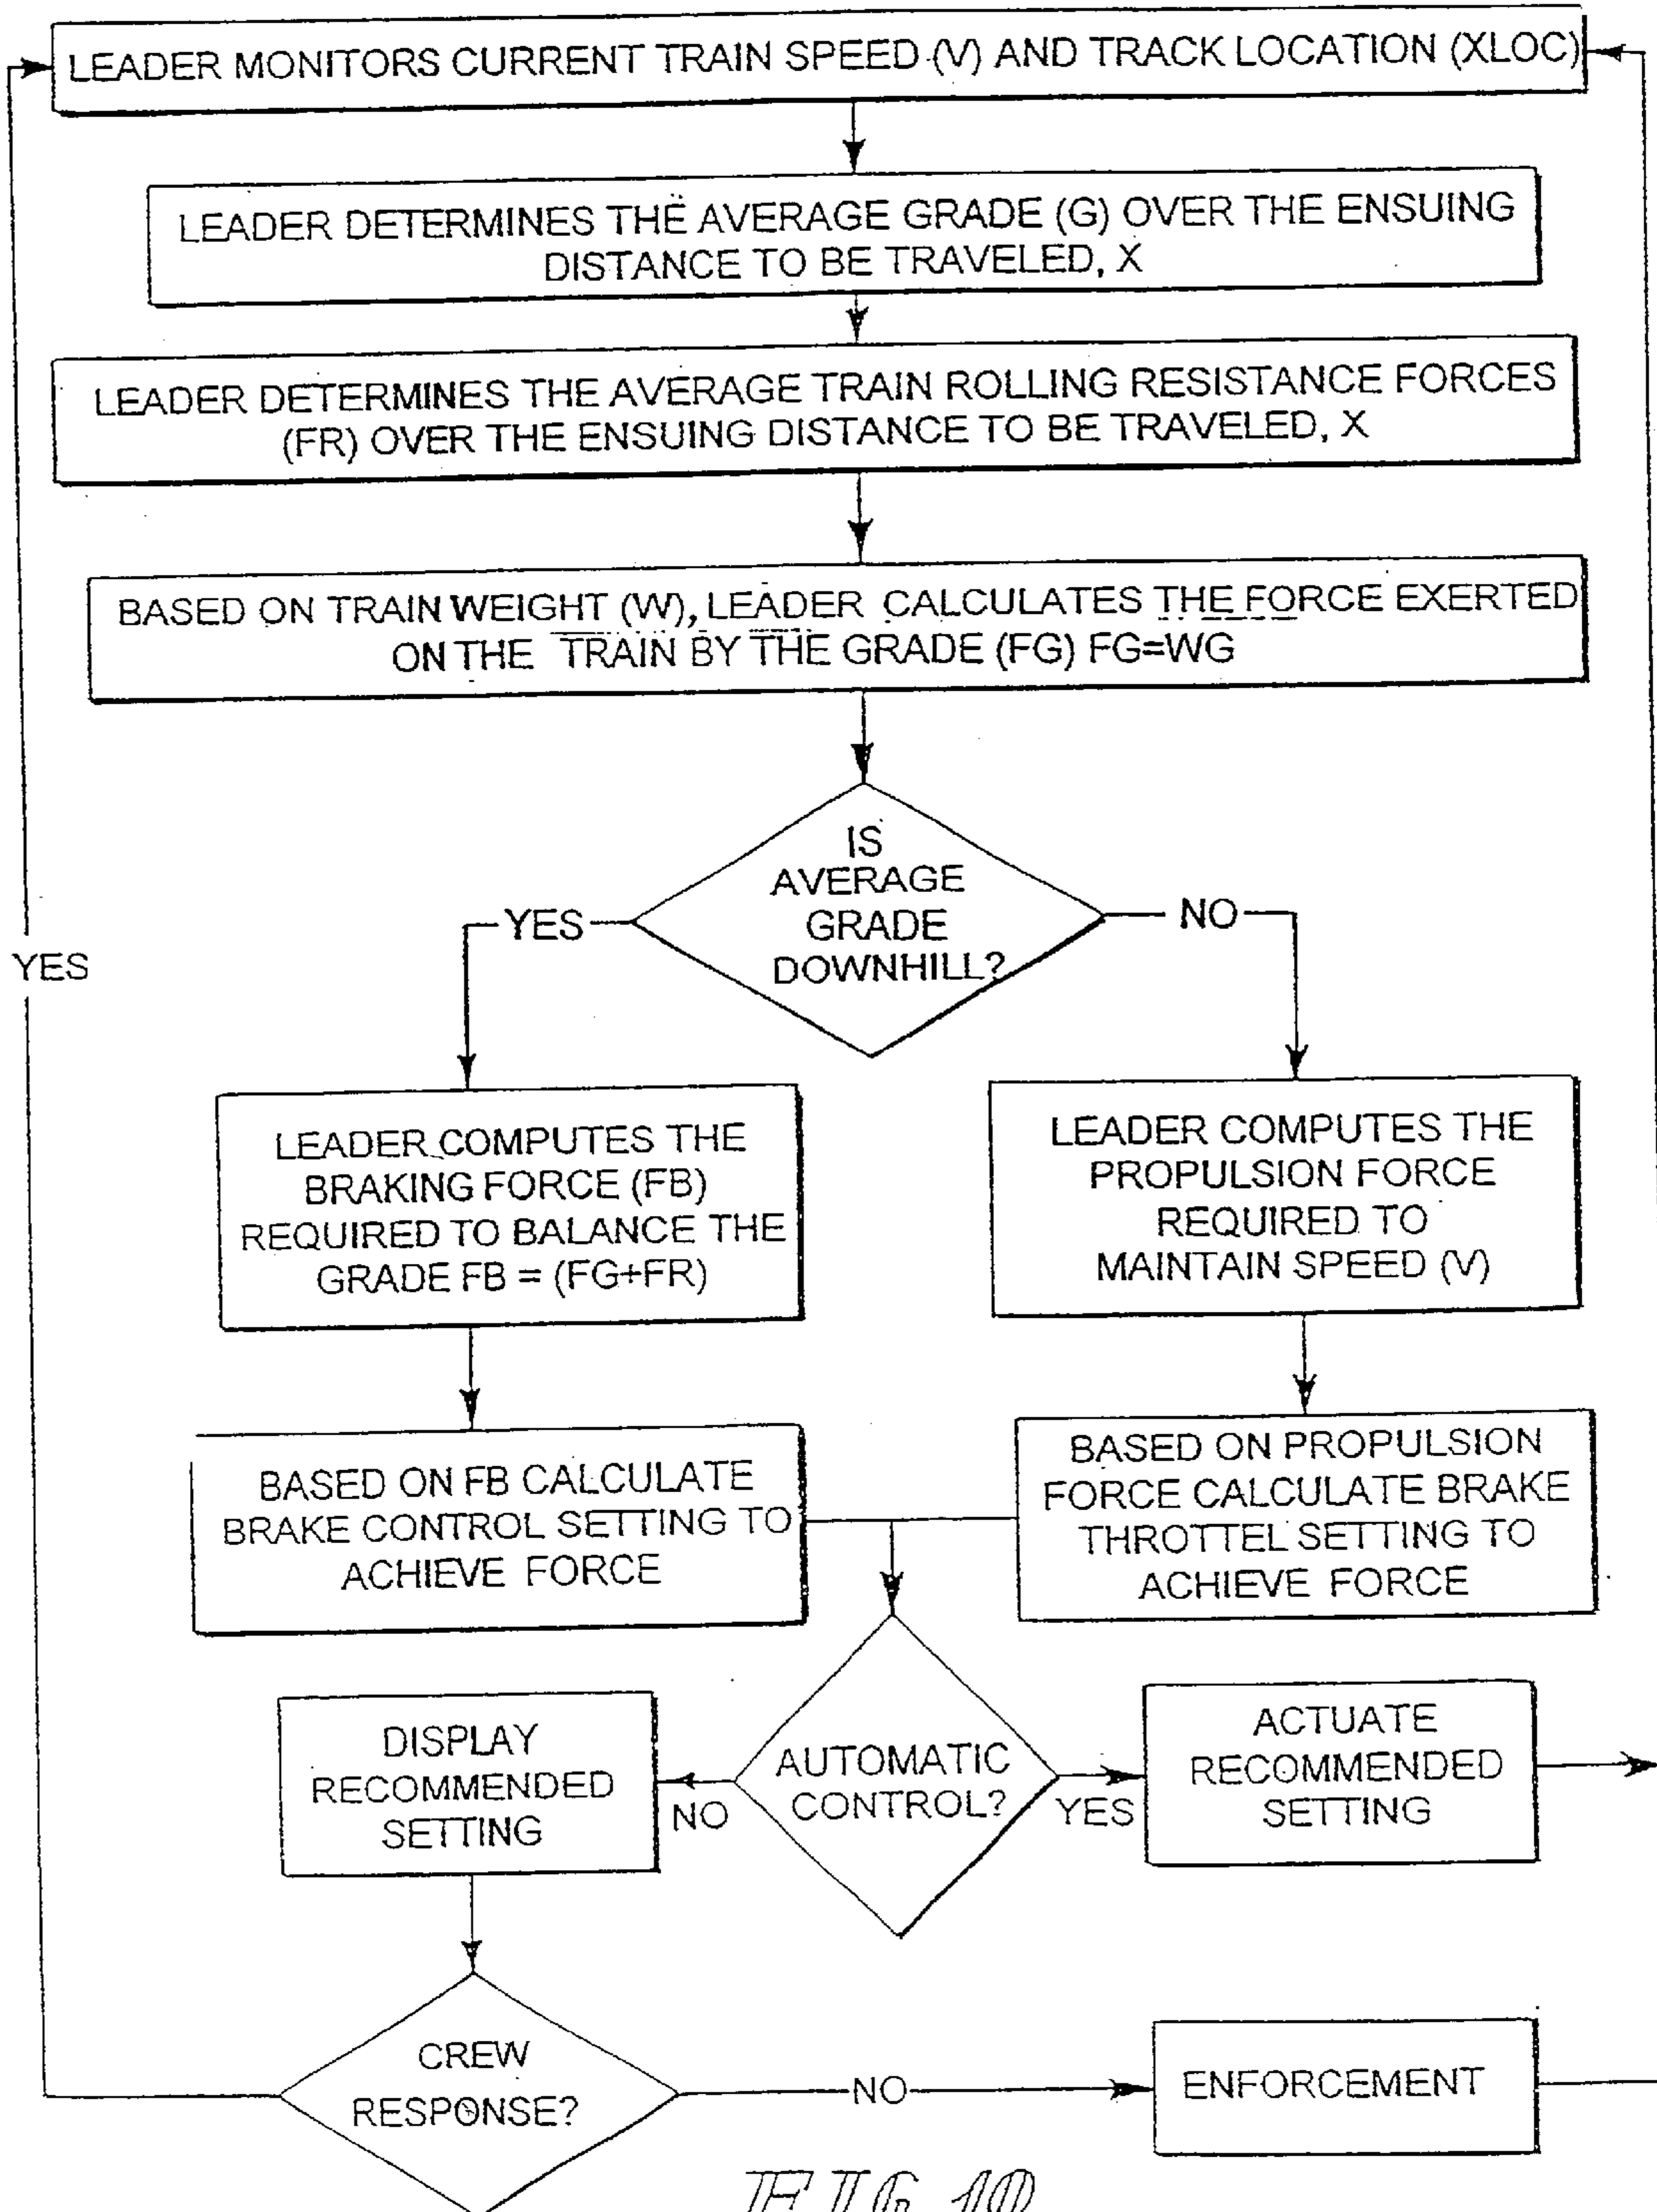 LEADER MONITORS CURRENT TRAIN SPEED (V) AND TRACK LOCATION (XLOC)
LEADER DETERMINES THE AVERAGE GRADE (G) OVER THE ENSUING
DISTANCE TO BE TRAVELED, X
LEADER DETERMINES THE AVERAGE TRAIN ROLLING RESISTANCE FORCES
(FR) OVER THE ENSUING DISTANCE TO BE TRAVELED, X
BASED ON TRAIN WEIGHT (W), LEADER CALCULATES THE FORCE EXERTED
ON THE TRAIN BY THE GRADE (FG) FG=WG
IS
AVERAGE
GRADE
DOWNHILL?
YES
NO
YES
LEADER COMPUTES THE
BRAKING FORCE (FB)
REQUIRED TO BALANCE THE
GRADE FB = (FG+FR)
LEADER COMPUTES THE
PROPULSION FORCE
REQUIRED TO
MAINTAIN SPEED (V)
BASED ON FB CALCULATE
BRAKE CONTROL SETTING TO
ACHIEVE FORCE
BASED ON PROPULSION
FORCE CALCULATE BRAKE
THROTTEL SETTING TO
ACHIEVE FORCE
DISPLAY
RECOMMENDED
SETTING
NO
AUTOMATIC
CONTROL?
YES
ACTUATE
RECOMMENDED
SETTING
CREW
RESPONSE?
NO
ENFORCEMENT
FIG. 10